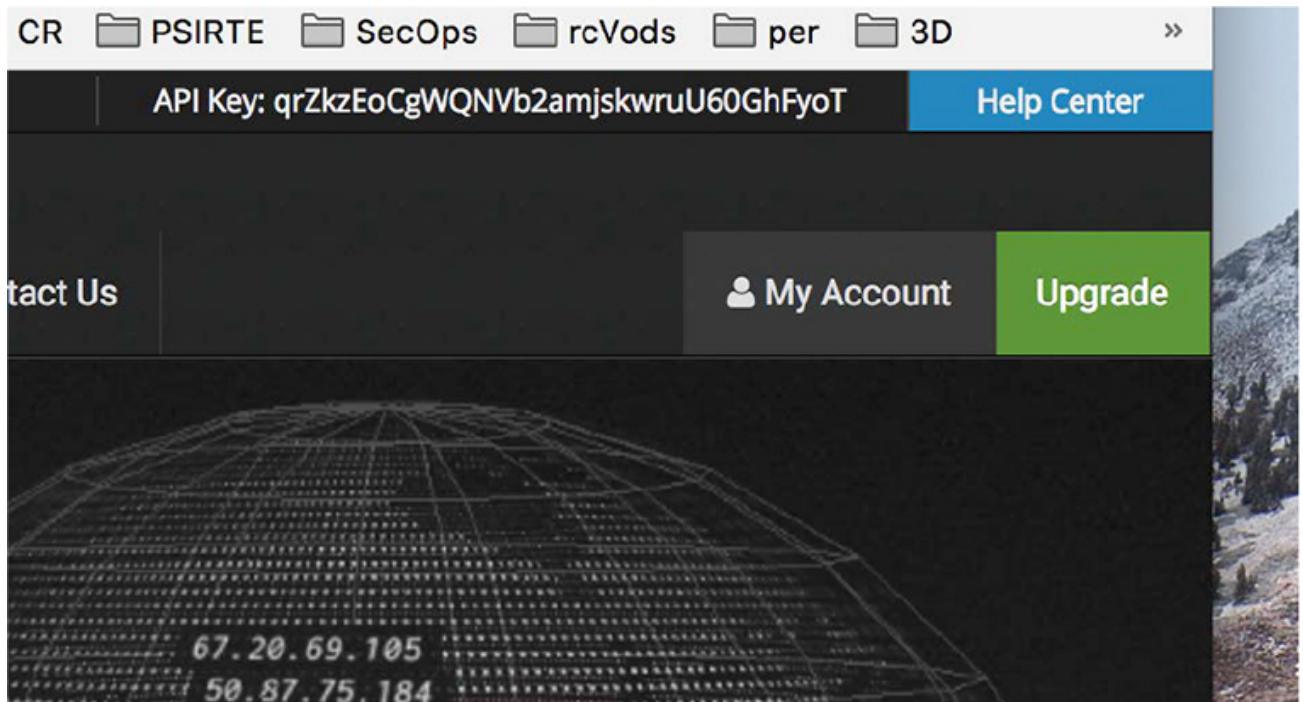 CR PSIRTE SecOps rcVods per 3D »
API Key: qrZkzEoCgWQNVb2amjskwruU60GhFyoT Help Center
tact Us My Account Upgrade
67.20.69.105
50.87.75.184